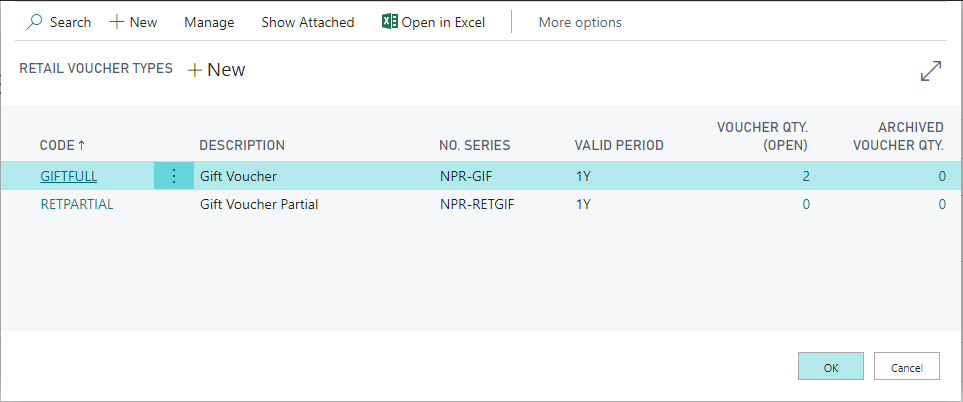 Search New Manage Show Attached Open in Excel More options
RETAIL VOUCHER TYPES + New
CODE ↑ DESCRIPTION NO. SERIES VALID PERIOD VOUCHER QTY. (OPEN) ARCHIVED VOUCHER QTY.
GIFTFULL Gift Voucher NPR-GIF 1Y 2 0
RETPARTIAL Gift Voucher Partial NPR-RETGIF 1Y 0 0
OK Cancel